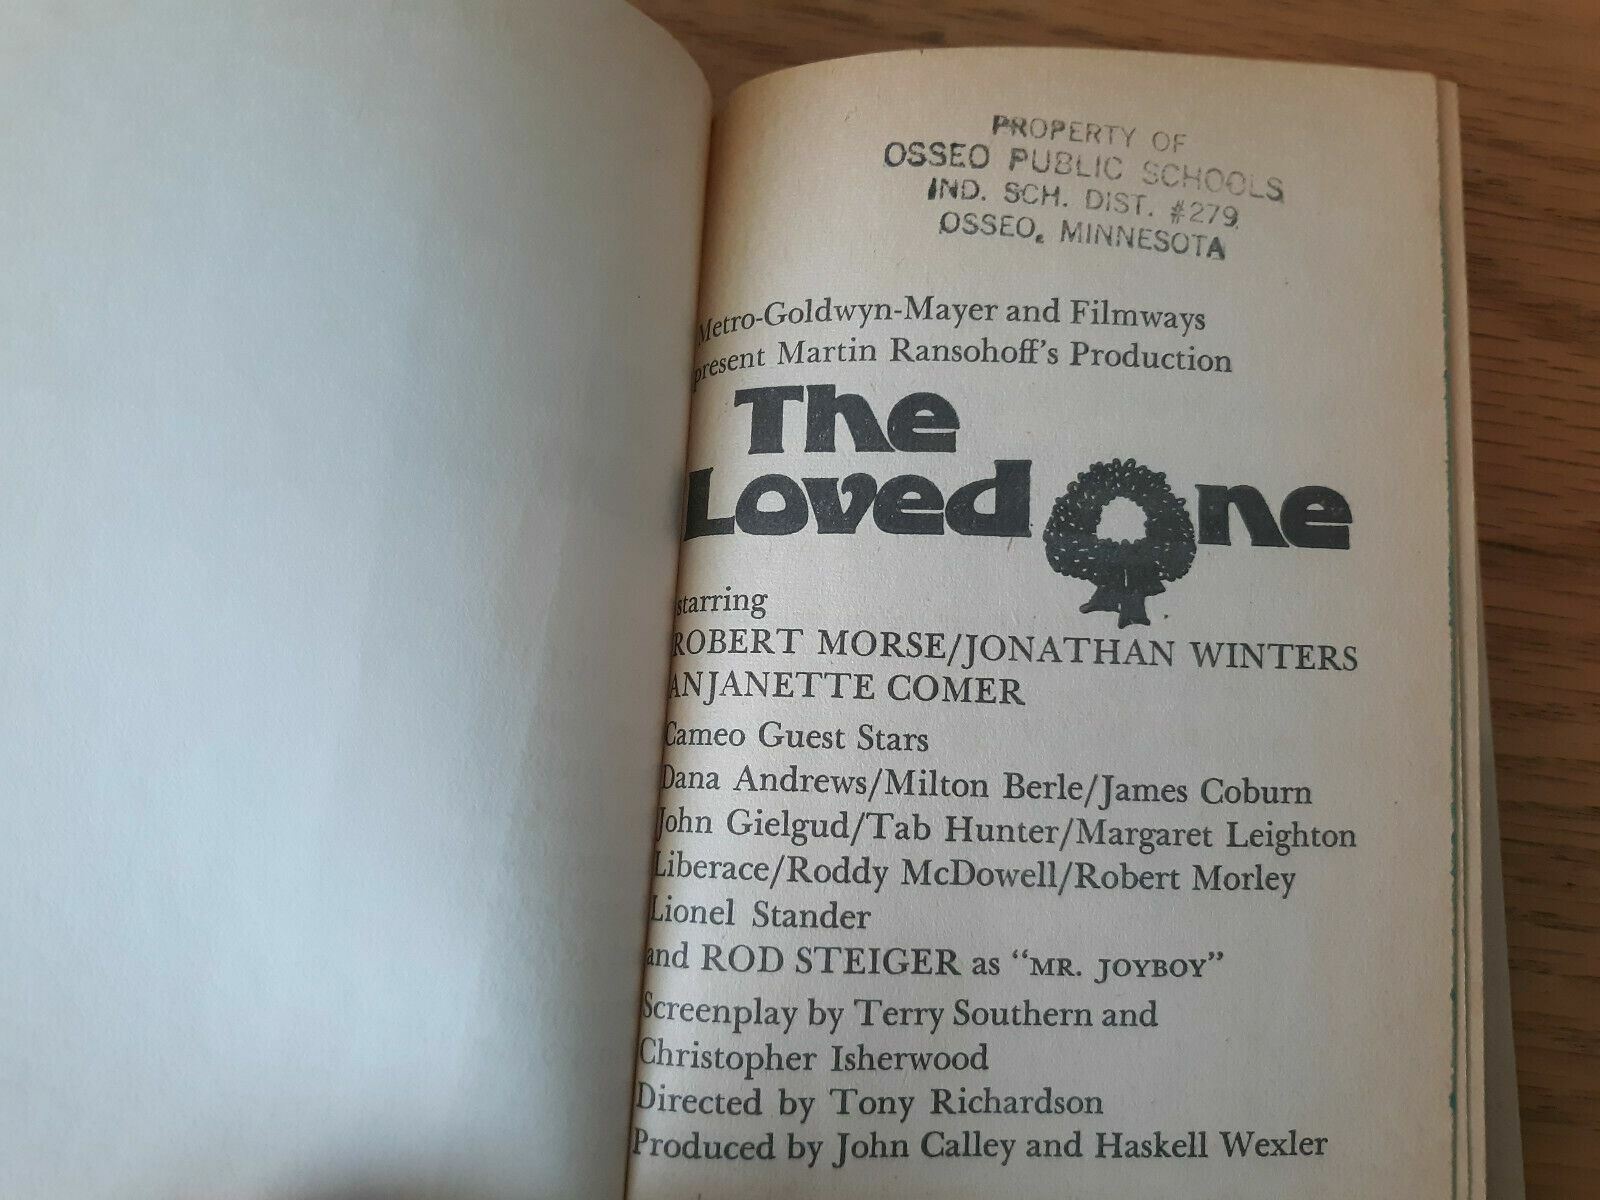 PROPERTY OF
OSSEO PUBLIC SCHOOLS
IND. SCH. DIST. #279
OSSEO, MINNESOTA
Metro-Goldwyn-Mayer and Filmways
present Martin Ransohoff's Production
The
Loved One
starring
ROBERT MORSE/JONATHAN WINTERS
ANJANETTE COMER
Cameo Guest Stars
Dana Andrews/Milton Berle/James Coburn
John Gielgud/Tab Hunter/Margaret Leighton
Liberace/Roddy McDowell/Robert Morley
Lionel Stander
and ROD STEIGER as "MR. JOYBOY"
Screenplay by Terry Southern and
Christopher Isherwood
Directed by Tony Richardson
Produced by John Calley and Haskell Wexler